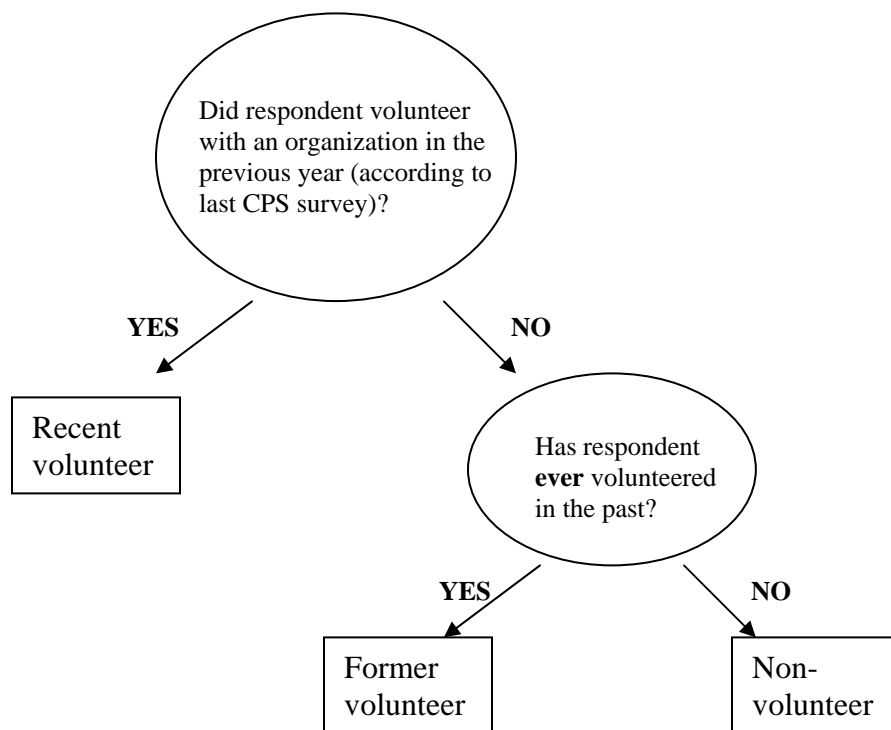 Did respondent volunteer
with an organization in the
previous year (according to
last CPS survey)?
YES
NO
Recent
volunteer
Has respondent
ever volunteered
in the past?
YES
NO
Former
volunteer
Non-
volunteer